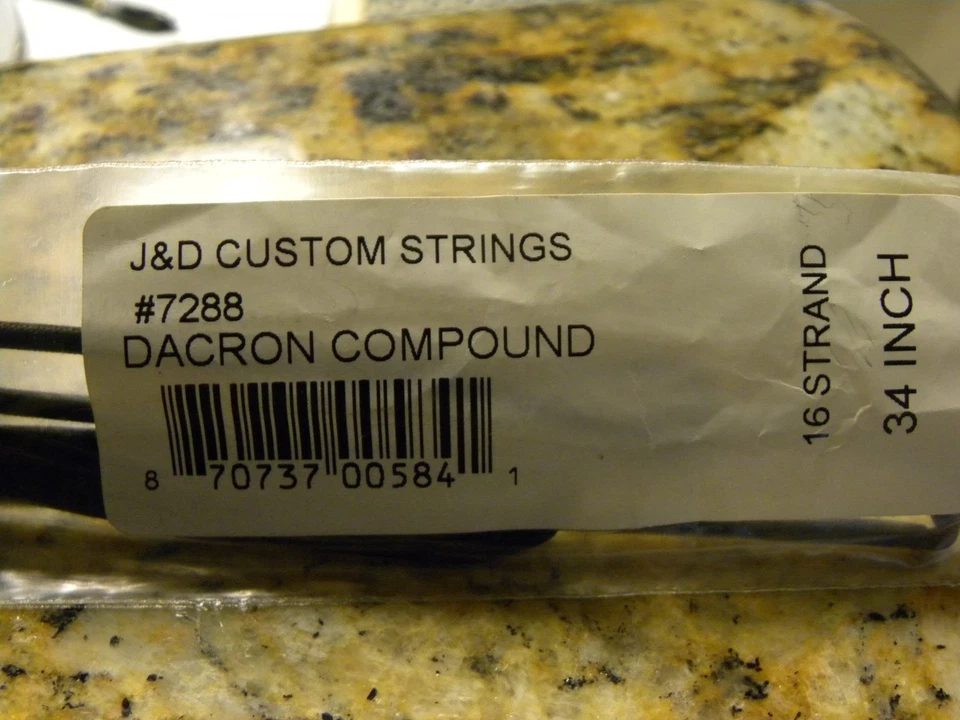 J&D CUSTOM STRINGS
#7288
DACRON COMPOUND
8 70737 00584 1
16 STRAND
34 INCH